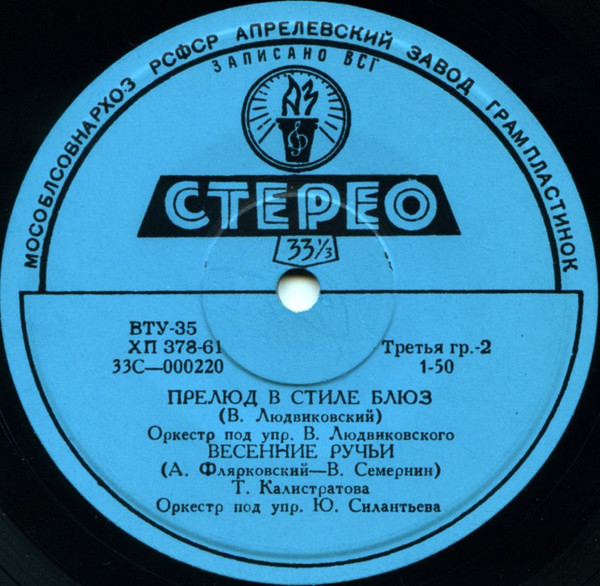 МОСОБЛСОВНАРХОЗ РСФСР АПРЕЛЕВСКИЙ ЗАВОД ГРАМПЛАСТИНОК
ЗАПИСАНО ВСГ
АЗ
СТЕРЕО
33⅓
ВТУ-35
ХП 378-61
33С—000220
Третья гр.-2
1-50
ПРЕЛЮД В СТИЛЕ БЛЮЗ
(В. Людвиковский)
Оркестр под упр. В. Людвиковского
ВЕСЕННИЕ РУЧЬИ
(А. Флярковский—В. Семернин)
Т. Калистратова
Оркестр под упр. Ю. Силантьева